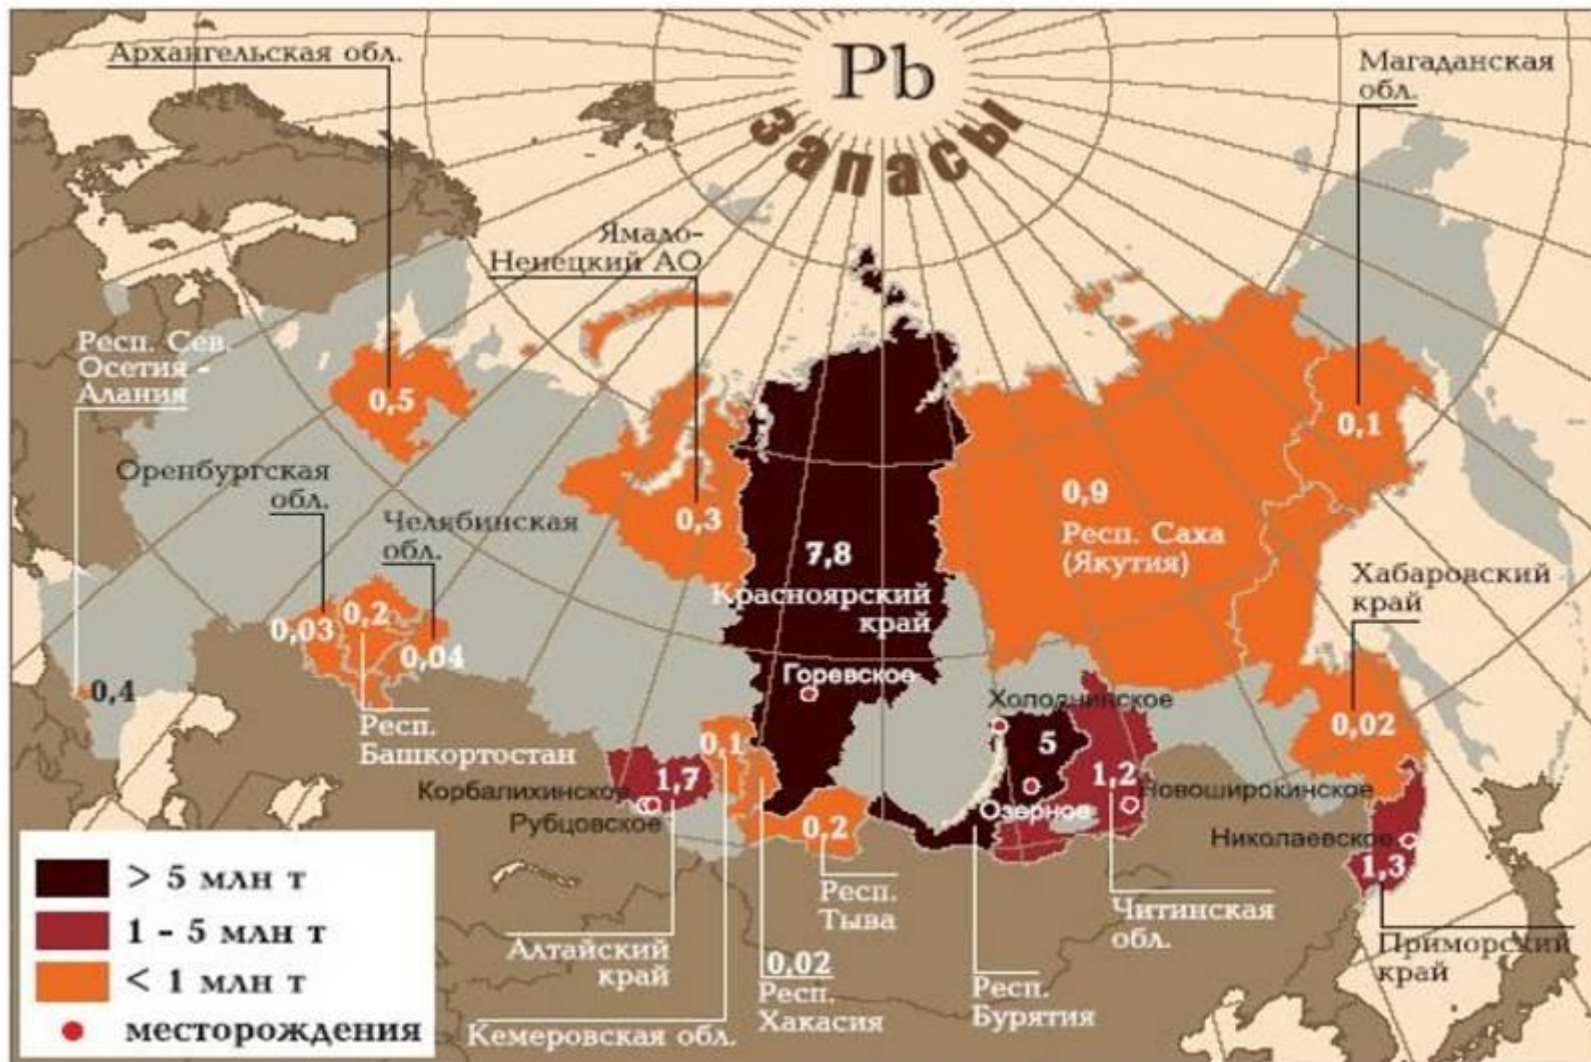 Pb
запасы
Архангельская обл.
Магаданская
обл.
Ямало-
Ненецкий АО
Респ. Сев.
Осетия -
Алания
0,5
0,1
Оренбургская
обл.
Челябинская
обл.
0,3
0,9
Респ. Саха
(Якутия)
7,8
Красноярский
край
Хабаровский
край
0,03
0,2
0,04
0,4
Горевское
Холоднинское
0,02
Респ.
Башкортостан
0,1
5
1,7
1,2
Корбалихинское
Рубцовское
Озерное
Новоширокинское
0,2
Николаевское
1,3
Респ.
Тыва
Читинская
обл.
Алтайский
край
0,02
Респ.
Хакасия
Респ.
Бурятия
Приморский
край
Кемеровская обл.
> 5 млн т
1 - 5 млн т
< 1 млн т
месторождения